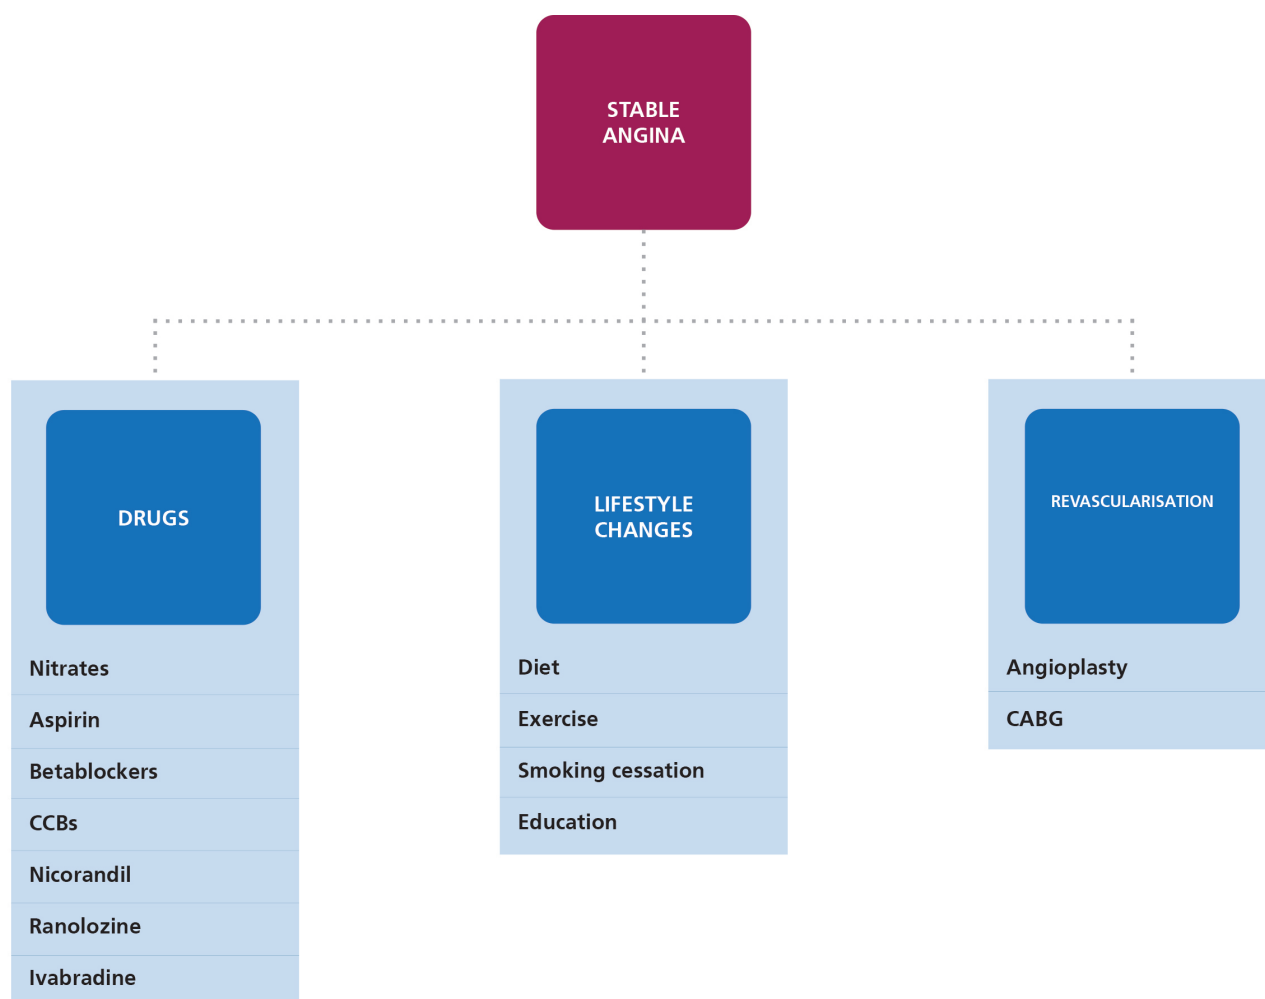 STABLE
ANGINA
DRUGS
Nitrates
Aspirin
Betablockers
CCBs
Nicorandil
Ranolozine
Ivabradine
LIFESTYLE
CHANGES
Diet
Exercise
Smoking cessation
Education
REVASCULARISATION
Angioplasty
CABG